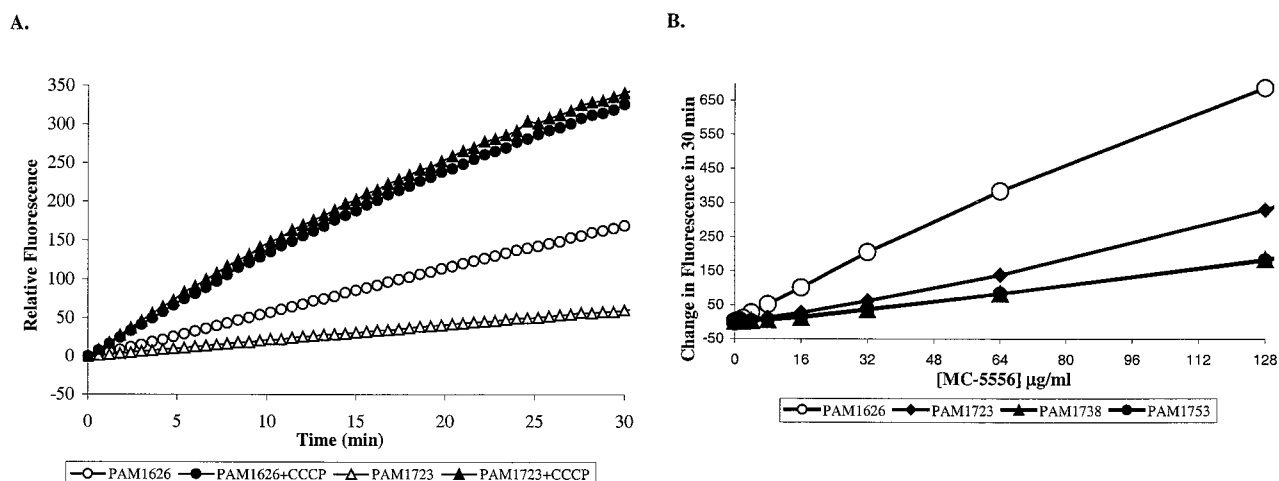 A.
350
300
250
200
150
100
50
0
-50
Relative Fluorescence
0 5 10 15 20 25 30
Time (min)
PAM1626 PAM1626+CCCP PAM1723 PAM1723+CCCP
B.
650
550
450
350
250
150
50
-50
Change in Fluorescence in 30 min
0 16 32 48 64 80 96 112 128
[MC-5556] µg/ml
PAM1626 PAM1723 PAM1738 PAM1753